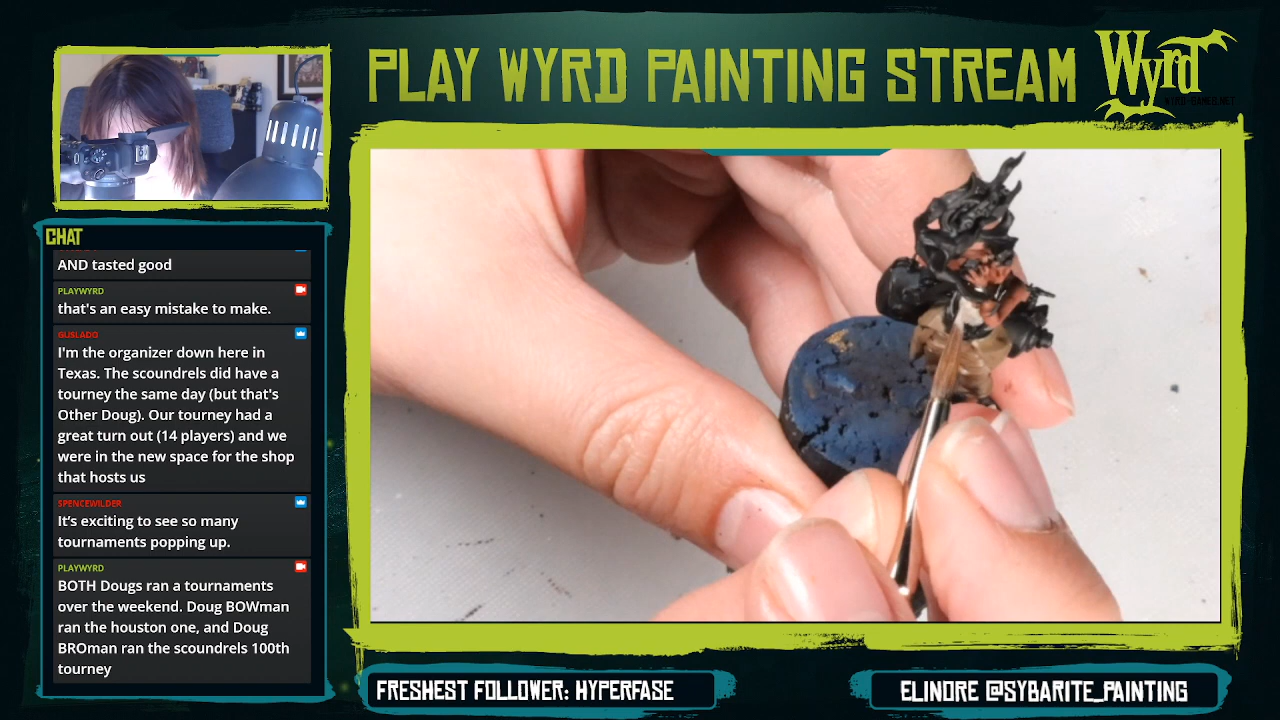 PLAY WYRD PAINTING STREAM
Wyrd
WYRD-GAMES.NET
CHAT
AND tasted good
PLAYWYRD
that's an easy mistake to make.
GUSLADO
I'm the organizer down here in
Texas. The scoundrels did have a
tourney the same day (but that's
Other Doug). Our tourney had a
great turn out (14 players) and we
were in the new space for the shop
that hosts us
SPENCEWILDER
It's exciting to see so many
tournaments popping up.
PLAYWYRD
BOTH Dougs ran a tournaments
over the weekend. Doug BOWman
ran the houston one, and Doug
BROman ran the scoundrels 100th
tourney
FRESHEST FOLLOWER: HYPERFASE
ELINORE @SYBARITE_PAINTING